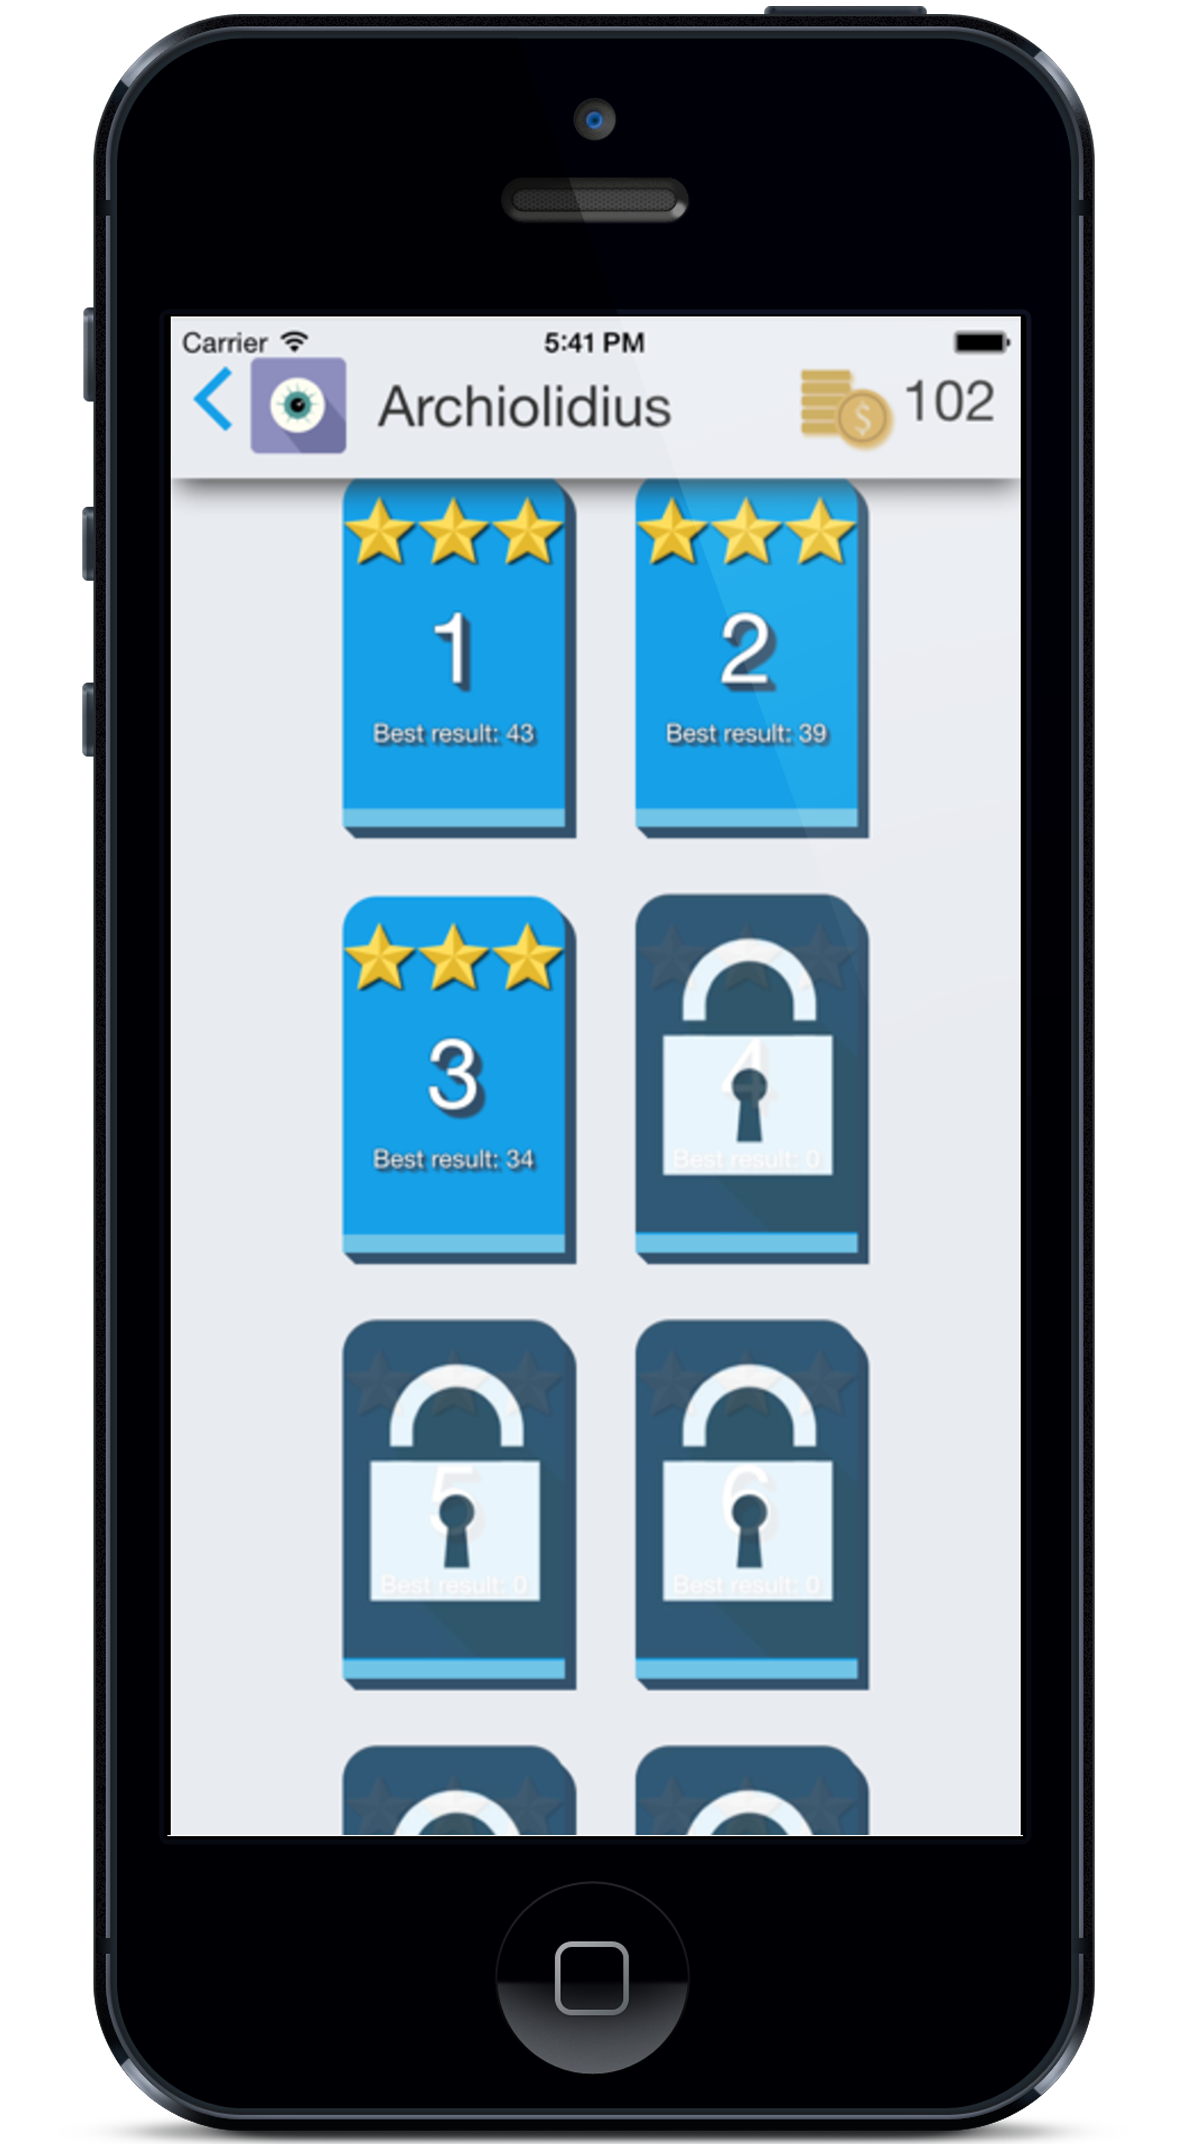 Carrier 5:41 PM
Archiolidius 102
1 2
Best result: 43 Best result: 39
3 4
Best result: 34 Best result: 0
5 6
Best result: 0 Best result: 0